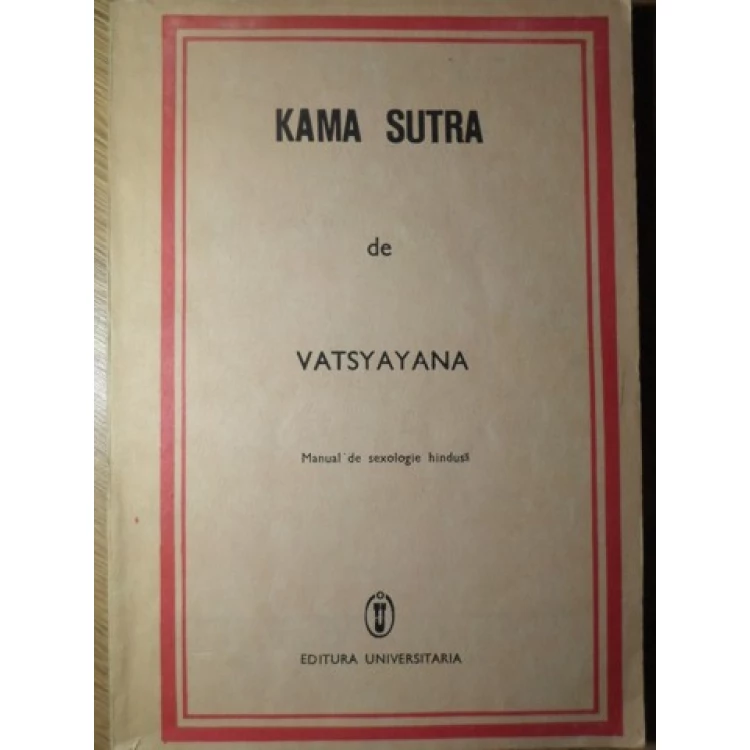 KAMA SUTRA
de
VATSYAYANA
Manual de sexologie hindusă
U
EDITURA UNIVERSITARIA